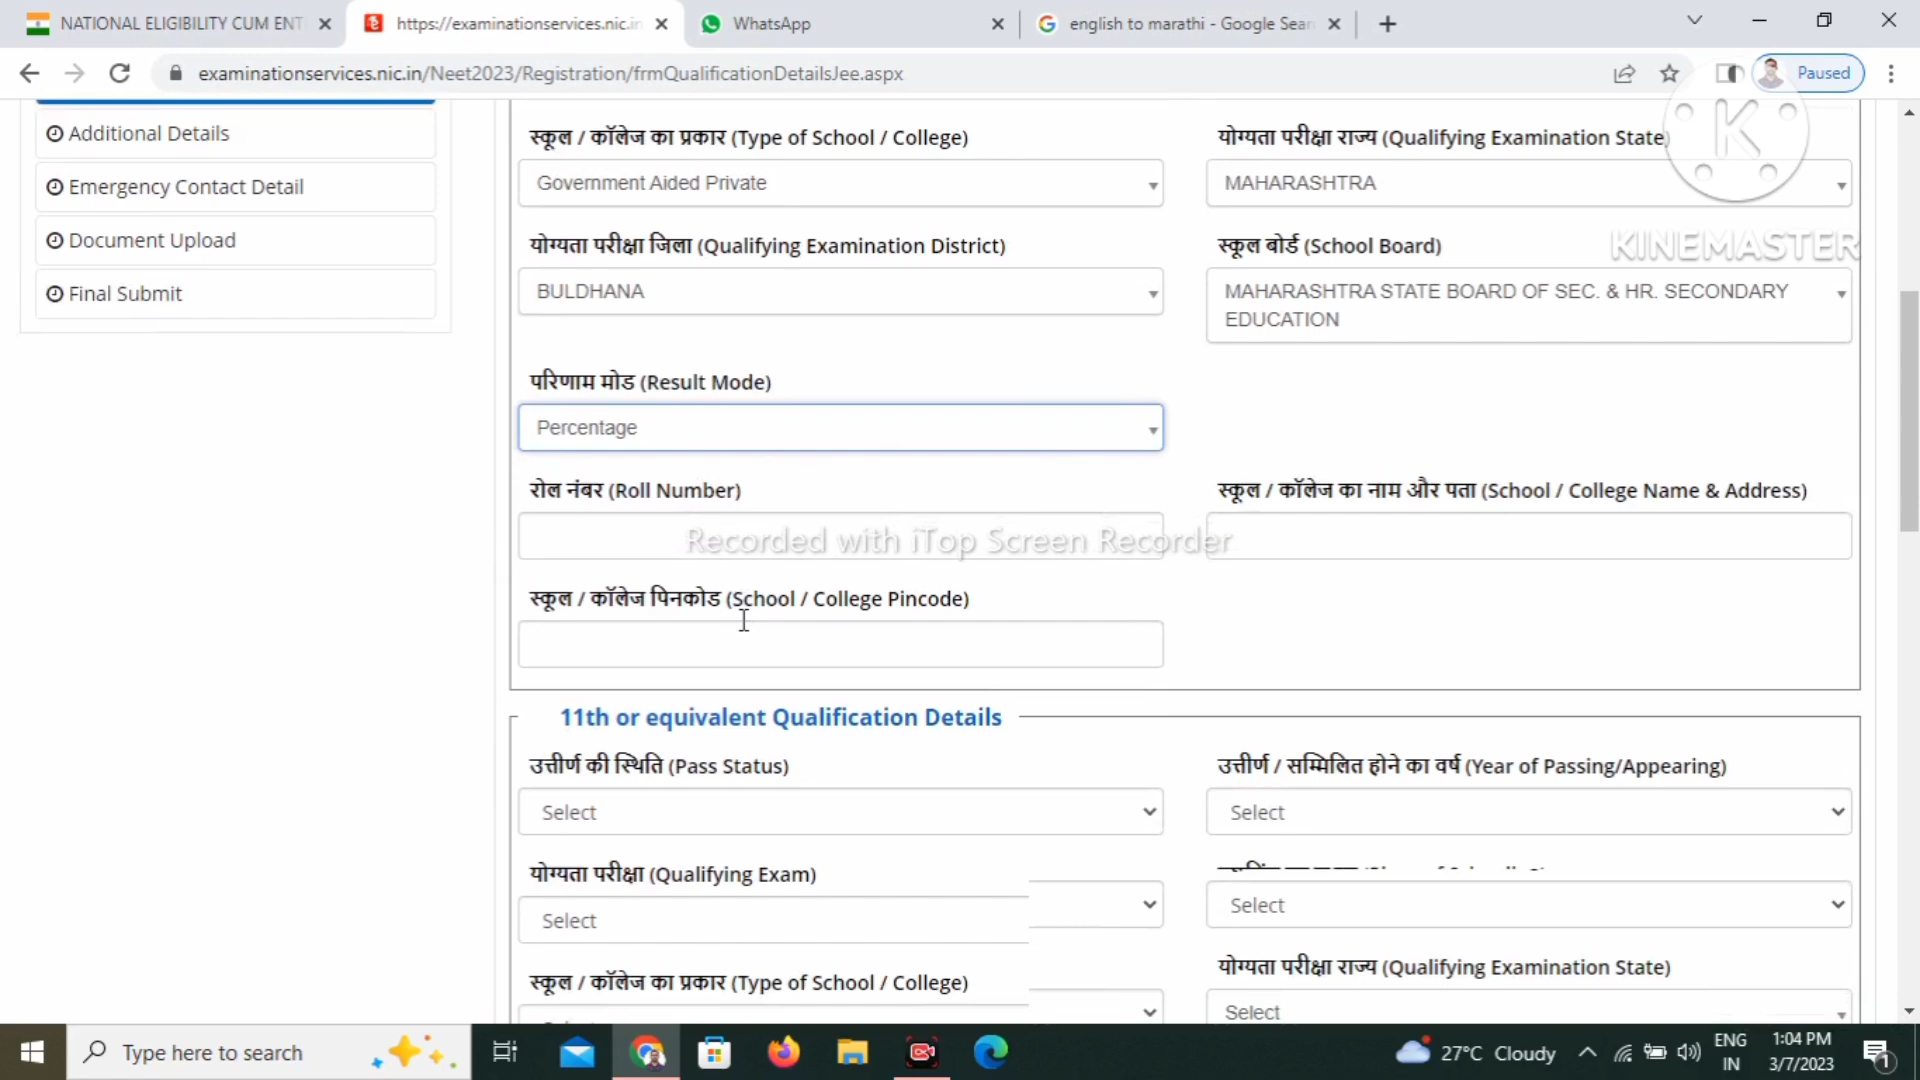 NATIONAL ELIGIBILITY CUM ENT
https://examinationservices.nic.in
WhatsApp
english to marathi - Google Sear
examinationservices.nic.in/Neet2023/Registration/frmQualificationDetailsJee.aspx
Paused
K
KINEMASTER
Additional Details
Emergency Contact Detail
Document Upload
Final Submit
स्कूल / कॉलेज का प्रकार (Type of School / College)
योग्यता परीक्षा राज्य (Qualifying Examination State)
Government Aided Private
MAHARASHTRA
योग्यता परीक्षा जिला (Qualifying Examination District)
स्कूल बोर्ड (School Board)
BULDHANA
MAHARASHTRA STATE BOARD OF SEC. & HR. SECONDARY
EDUCATION
परिणाम मोड (Result Mode)
Percentage
रोल नंबर (Roll Number)
स्कूल / कॉलेज का नाम और पता (School / College Name & Address)
Recorded with iTop Screen Recorder
स्कूल / कॉलेज पिनकोड (School / College Pincode)
11th or equivalent Qualification Details
उत्तीर्ण की स्थिति (Pass Status)
उत्तीर्ण / सम्मिलित होने का वर्ष (Year of Passing/Appearing)
Select
Select
योग्यता परीक्षा (Qualifying Exam)
Select
Select
स्कूल / कॉलेज का प्रकार (Type of School / College)
योग्यता परीक्षा राज्य (Qualifying Examination State)
Select
Type here to search
27°C Cloudy
ENG
IN
1:04 PM
3/7/2023
1